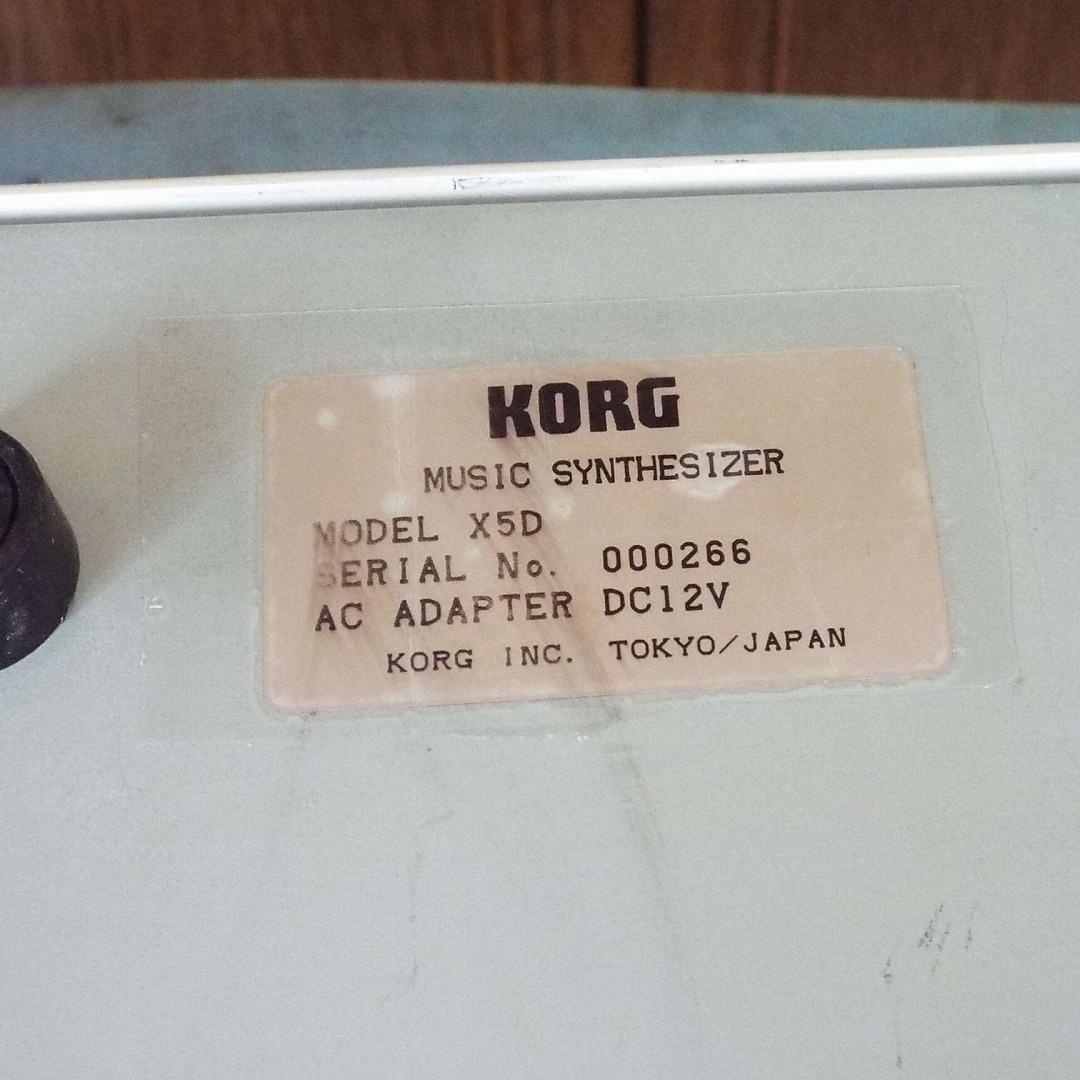 KORG
MUSIC SYNTHESIZER
MODEL X5D
SERIAL No. 000266
AC ADAPTER DC12V
KORG INC. TOKYO/JAPAN